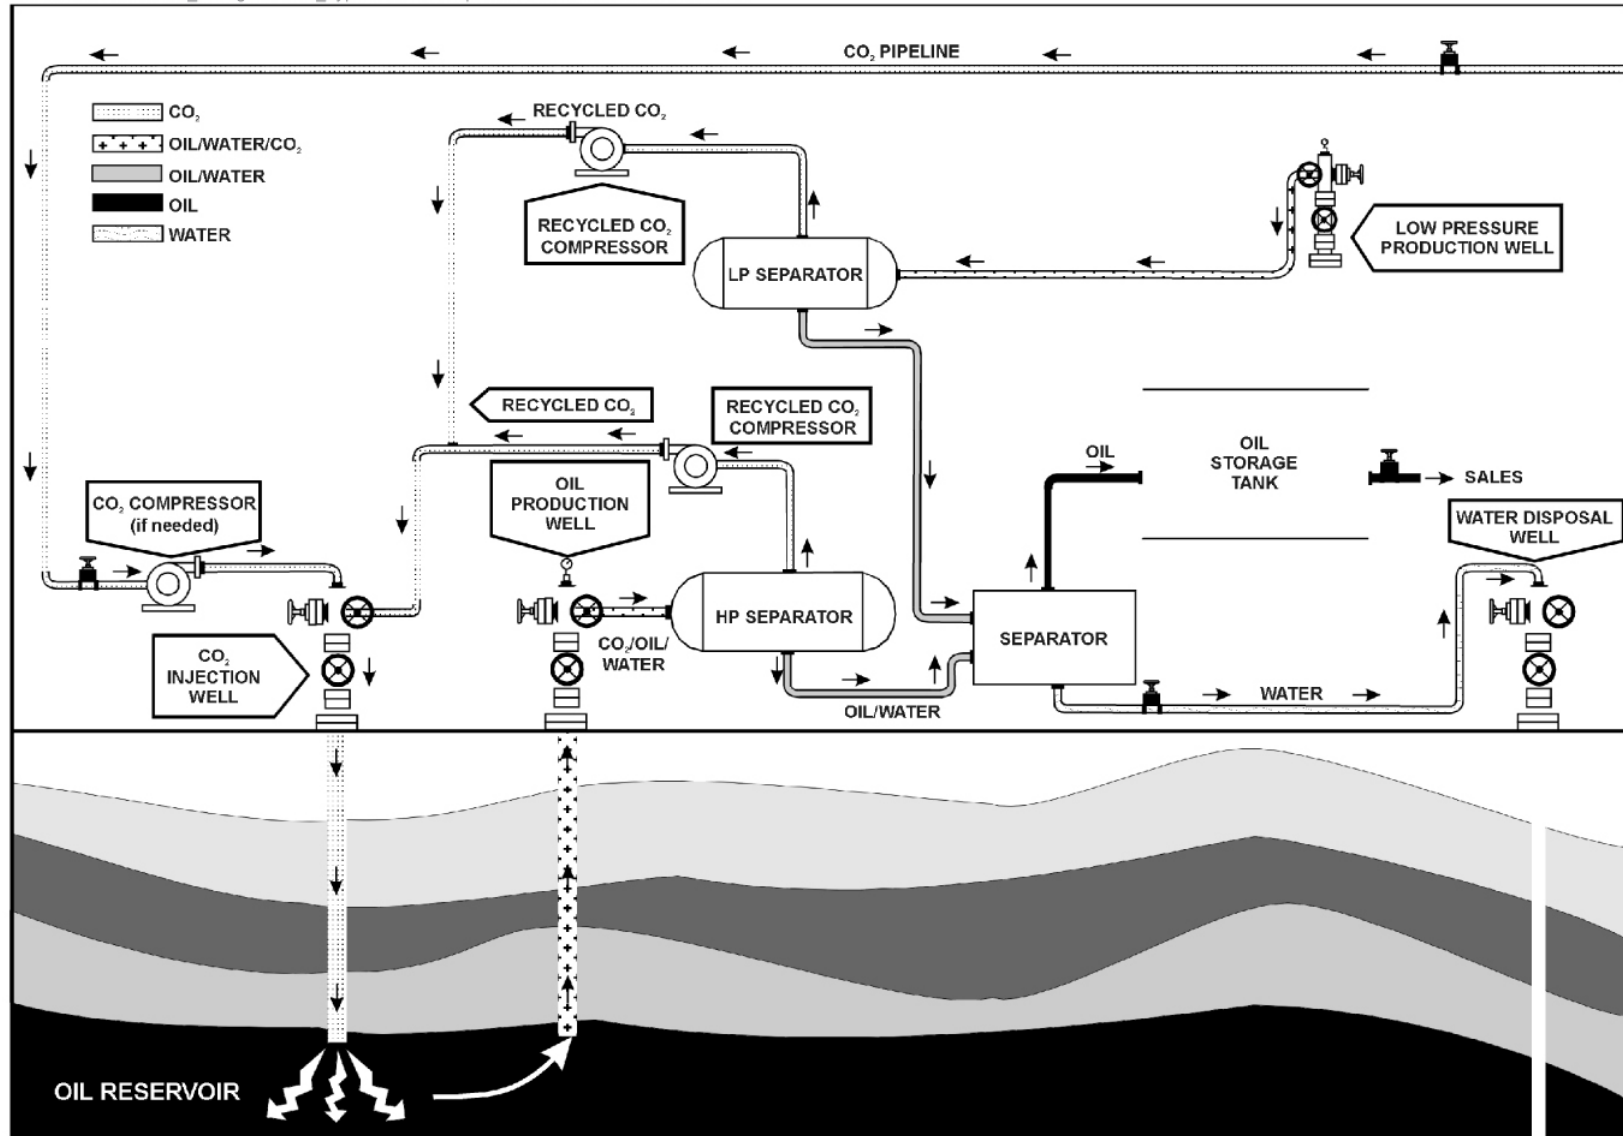 CO₂ PIPELINE
CO₂
OIL/WATER/CO₂
OIL/WATER
OIL
WATER
RECYCLED CO₂
RECYCLED CO₂
COMPRESSOR
LP SEPARATOR
LOW PRESSURE
PRODUCTION WELL
RECYCLED CO₂
RECYCLED CO₂
COMPRESSOR
OIL
PRODUCTION
WELL
CO₂ COMPRESSOR
(if needed)
OIL
OIL
STORAGE
TANK
SALES
WATER DISPOSAL
WELL
HP SEPARATOR
CO₂/OIL/
WATER
SEPARATOR
CO₂
INJECTION
WELL
OIL/WATER
WATER
OIL RESERVOIR